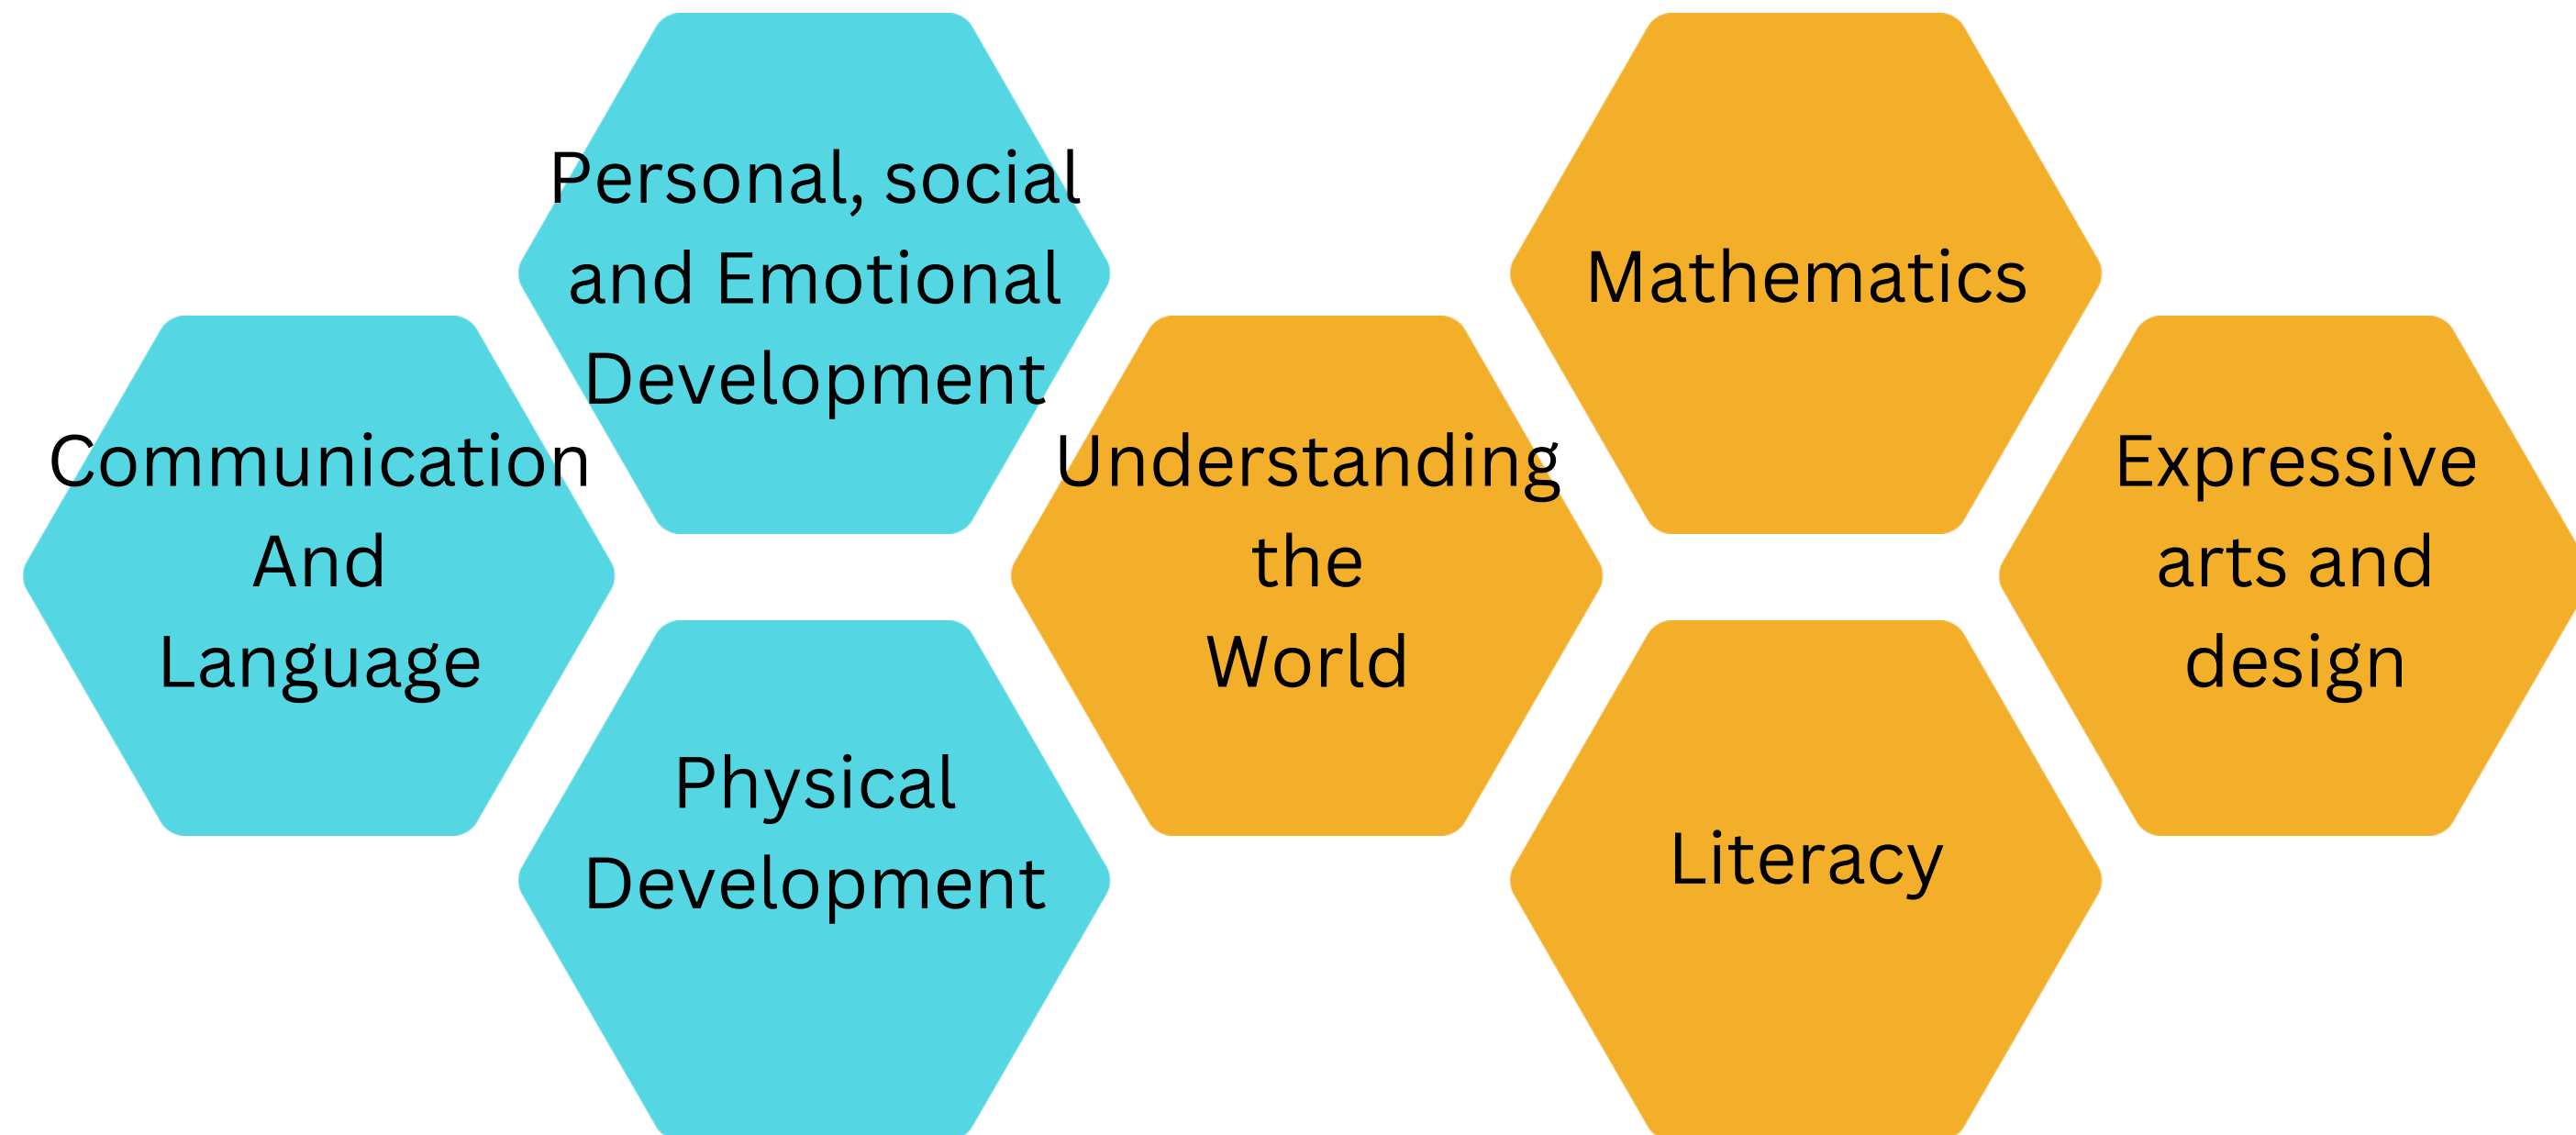 Personal, social
and Emotional
Development
Communication
And
Language
Physical
Development
Understanding
the
World
Mathematics
Literacy
Expressive
arts and
design